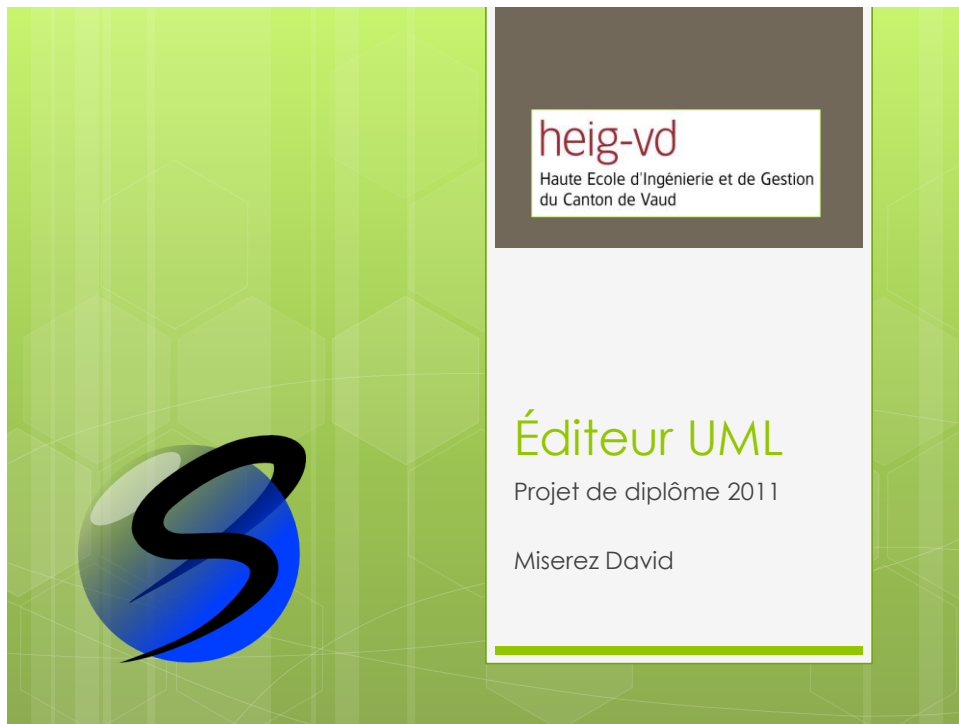 heig-vd
Haute Ecole d'Ingénierie et de Gestion
du Canton de Vaud
Éditeur UML
Projet de diplôme 2011
Miserez David